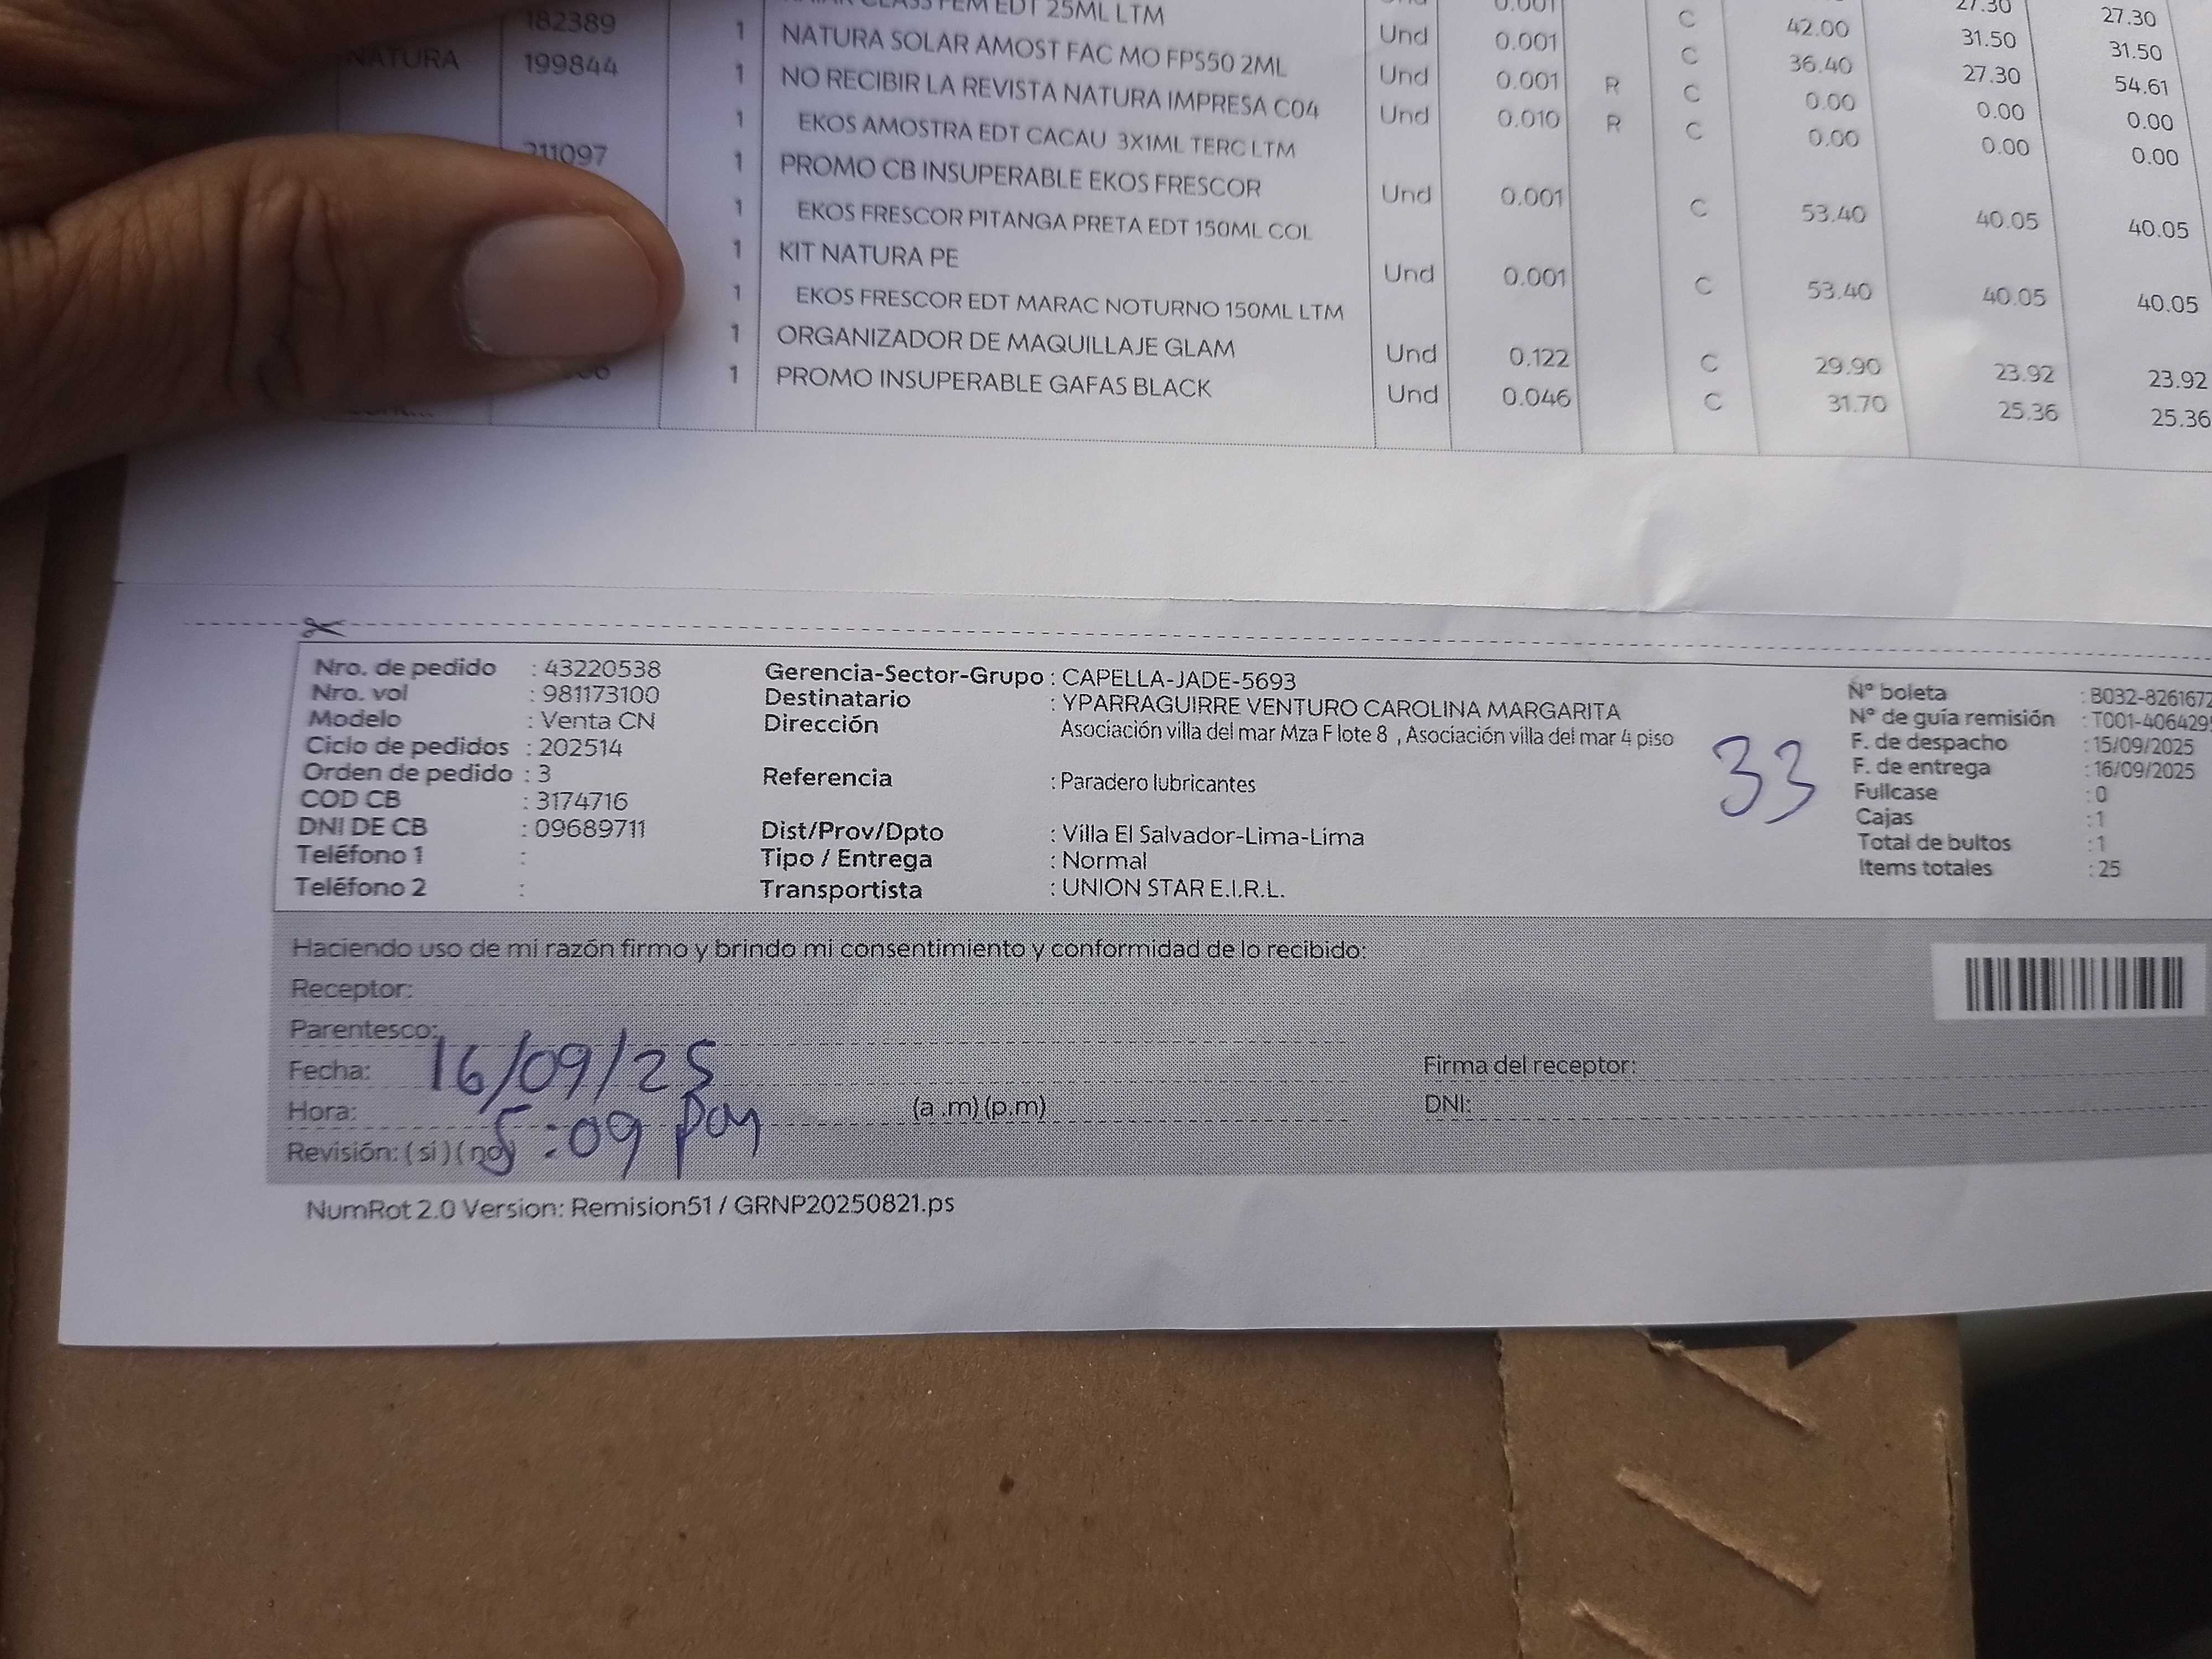 EDT 25ML LTM 27.30 27.30
182389 1 NATURA SOLAR AMOST FAC MO FPS50 2ML Und 0.001 C 42.00 31.50 31.50
NATURA 199844 1 NO RECIBIR LA REVISTA NATURA IMPRESA C04 Und 0.001 C 36.40 27.30 54.61
1 EKOS AMOSTRA EDT CACAU 3X1ML TERC LTM Und 0.001 R C 0.00 0.00 0.00
211097 1 PROMO CB INSUPERABLE EKOS FRESCOR Und 0.010 R C 0.00 0.00 0.00
1 EKOS FRESCOR PITANGA PRETA EDT 150ML COL Und 0.001 C 53.40 40.05 40.05
1 KIT NATURA PE
1 EKOS FRESCOR EDT MARAC NOTURNO 150ML LTM Und 0.001 C 53.40 40.05 40.05
1 ORGANIZADOR DE MAQUILLAJE GLAM Und 0.122 C 29.90 23.92 23.92
1 PROMO INSUPERABLE GAFAS BLACK Und 0.046 C 31.70 25.36 25.36
Nro. de pedido : 43220538
Nro. vol : 981173100
Modelo : Venta CN
Ciclo de pedidos : 202514
Orden de pedido : 3
COD CB : 3174716
DNI DE CB : 09689711
Teléfono 1 :
Teléfono 2 :
Gerencia-Sector-Grupo : CAPELLA-JADE-5693
Destinatario : YPARRAGUIRRE VENTURO CAROLINA MARGARITA
Dirección Asociación villa del mar Mza F lote 8 , Asociación villa del mar 4 piso
Referencia : Paradero lubricantes
Dist/Prov/Dpto : Villa El Salvador-Lima-Lima
Tipo / Entrega : Normal
Transportista : UNION STAR E.I.R.L.
33
N° boleta : B032-8261672
N° de guía remisión : T001-406429
F. de despacho : 15/09/2025
F. de entrega : 16/09/2025
Fullcase : 0
Cajas : 1
Total de bultos : 1
Items totales : 25
Haciendo uso de mi razón firmo y brindo mi consentimiento y conformidad de lo recibido:
Receptor:
Parentesco:
Fecha: 16/09/25
Hora: 5:09 pm (a .m) (p.m)
Revisión: ( si ) ( no
Firma del receptor:
DNI:
NumRot 2.0 Version: Remision51 / GRNP20250821.ps